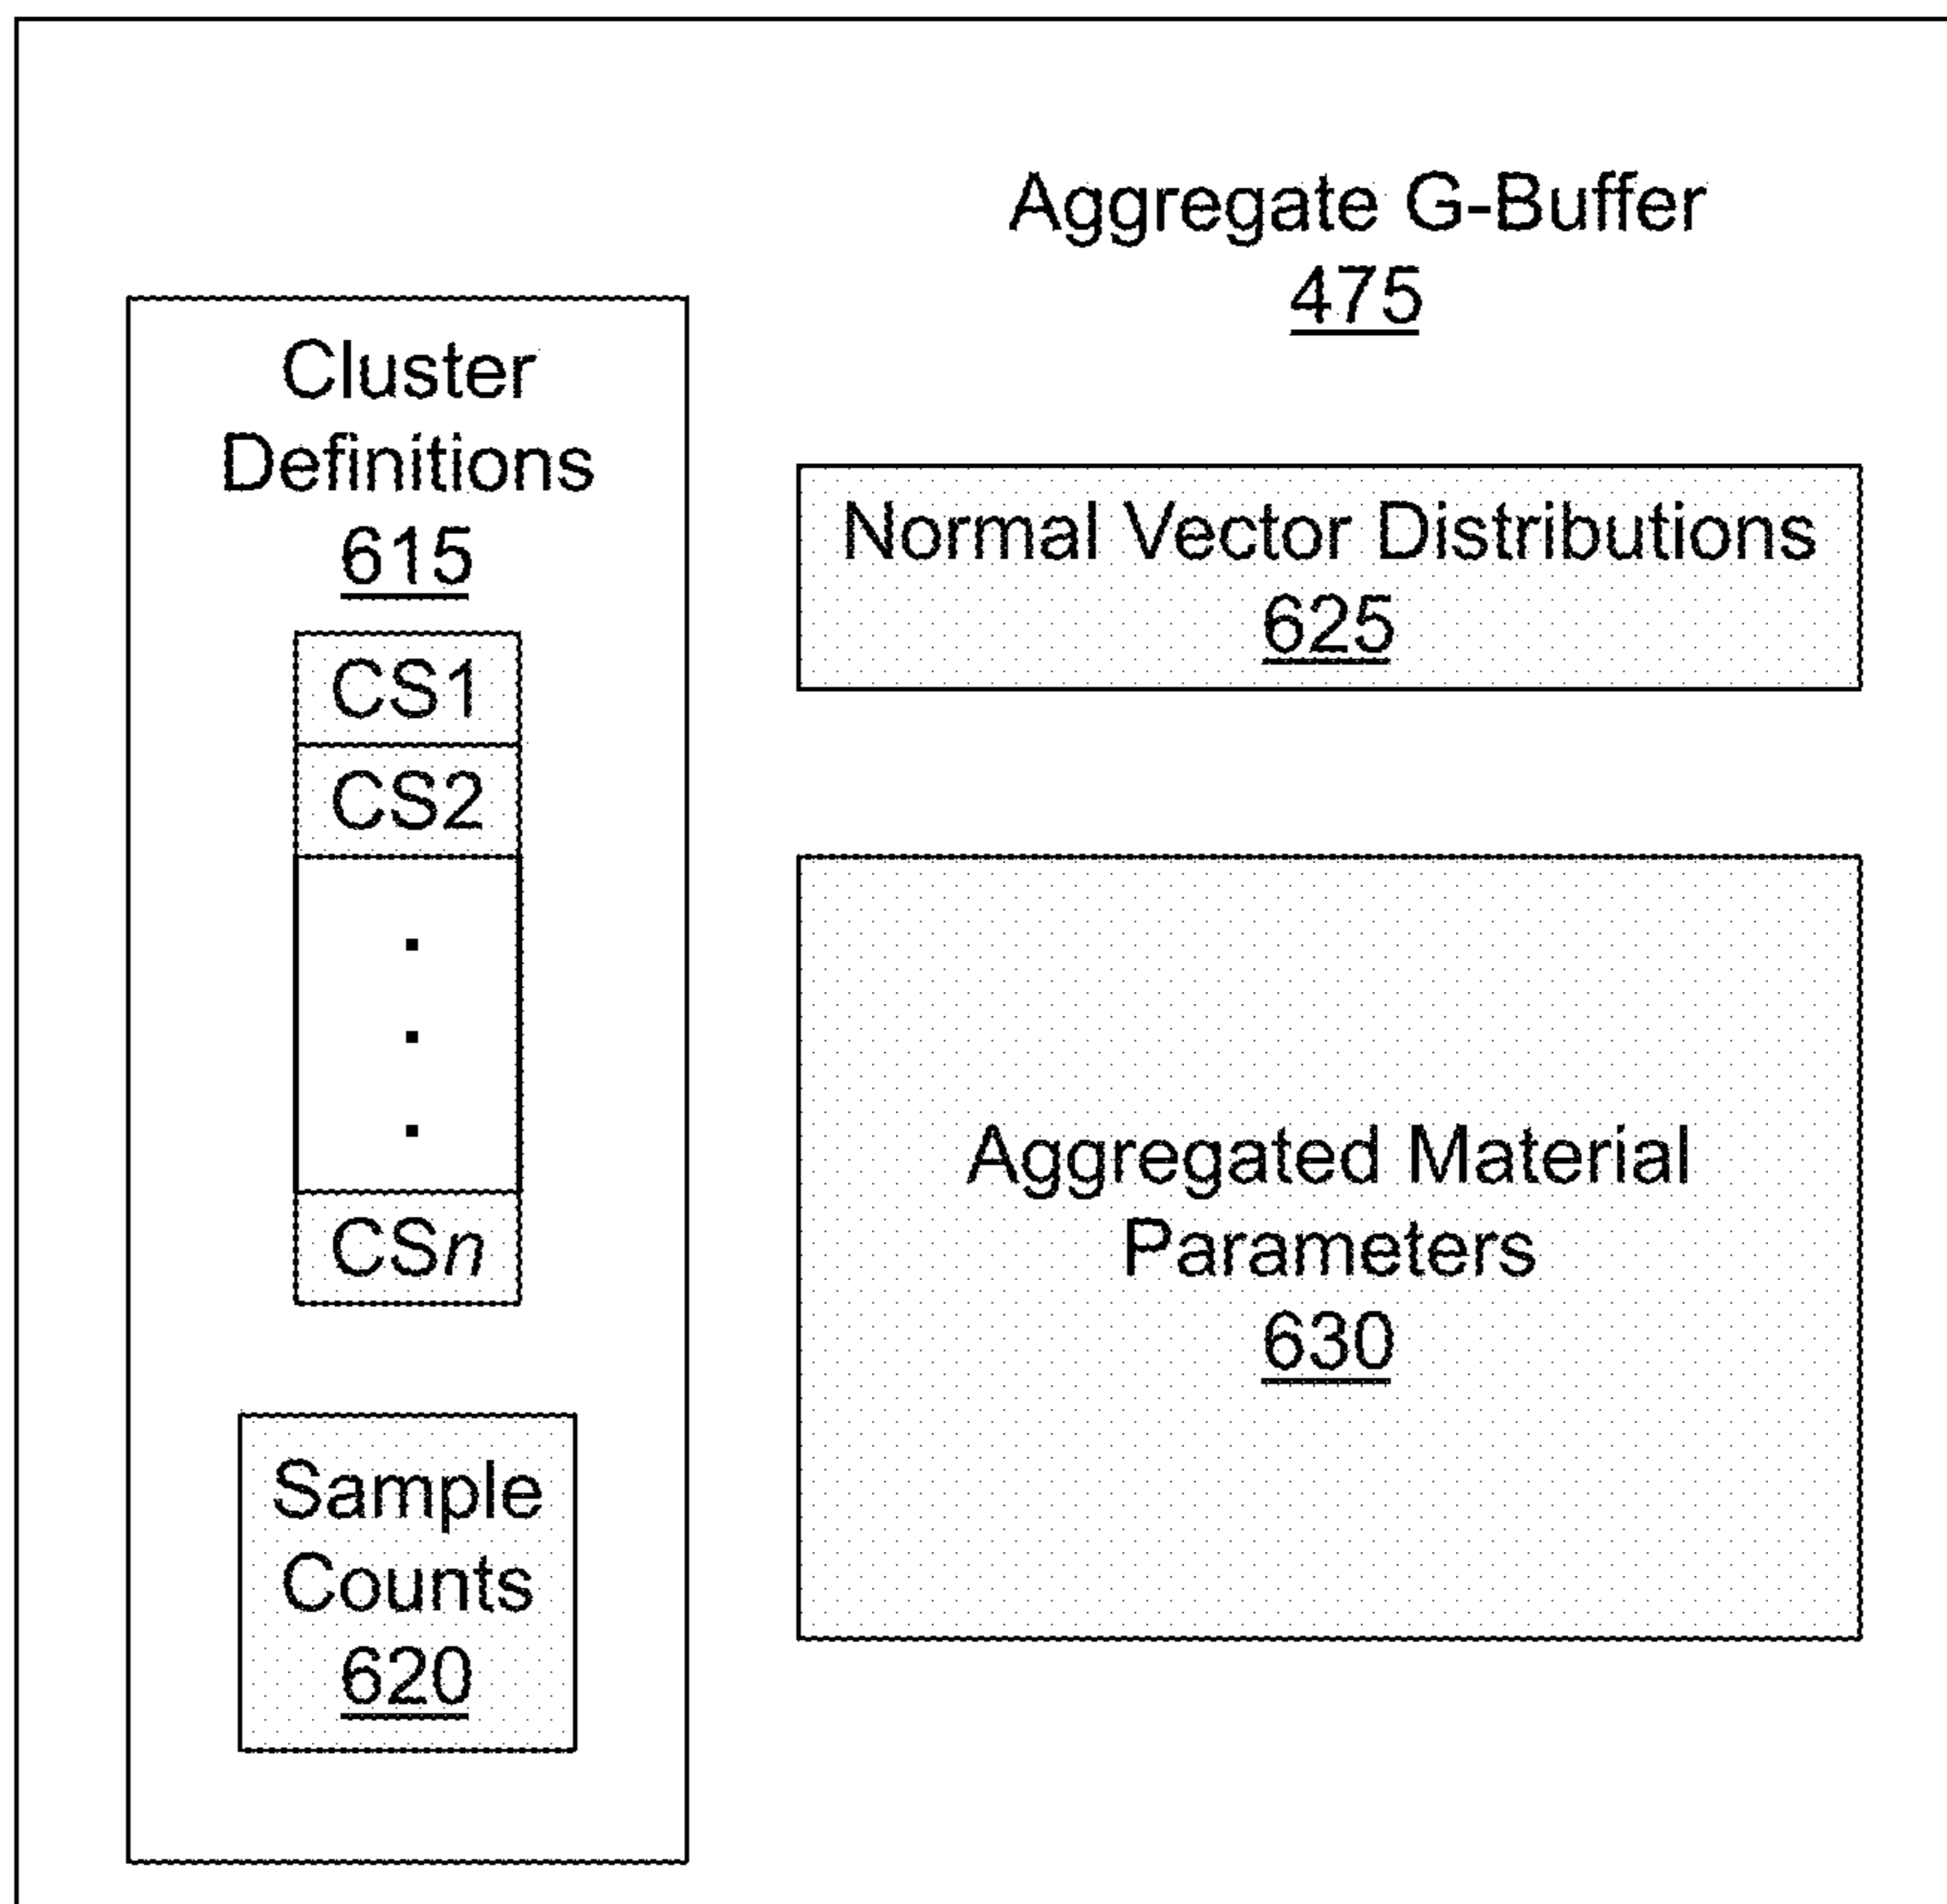 Aggregate G-Buffer
475
Cluster
Definitions
615
CS1
CS2
.
.
.
CSn
Sample
Counts
620
Normal Vector Distributions
625
Aggregated Material
Parameters
630